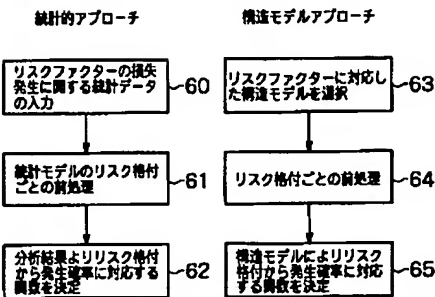 統計的アプローチ
リスクファクターの損失
発生に関する統計データ
の入力
60
統計モデルのリスク格付
ごとの前処理
61
分析結果よりリスク格付
から発生確率に対応する
関数を決定
62
構造モデルアプローチ
リスクファクターに対応し
た構造モデルを選択
63
リスク格付ごとの前処理
64
構造モデルによりリスク
格付から発生確率に対応
する関数を決定
65